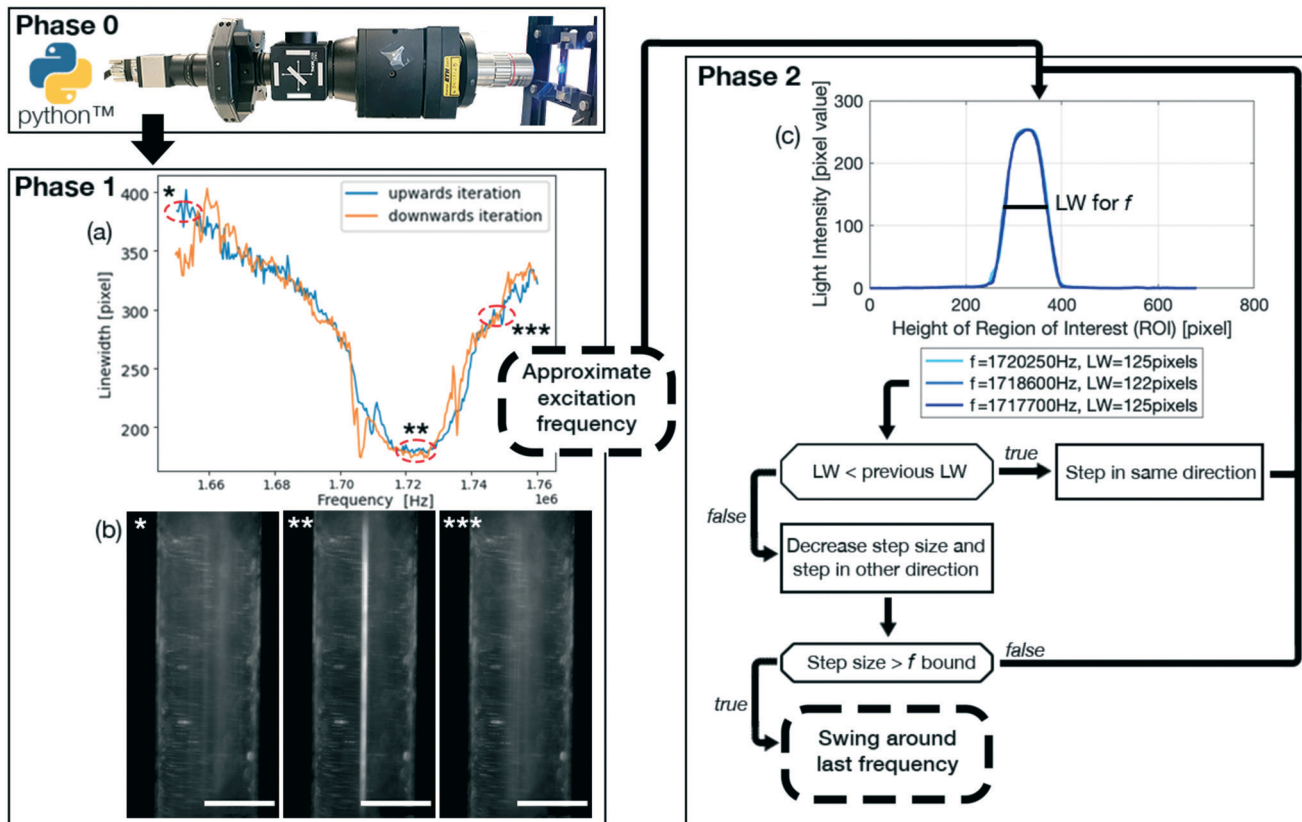 Phase 0
python™
Phase 1
(a)
*
**
***
upwards iteration
downwards iteration
Linewidth [pixel]
400
350
300
250
200
1.66
1.68
1.70
1.72
1.74
1.76
1e6
Frequency [Hz]
Approximate
excitation
frequency
(b)
*
**
***
Phase 2
(c)
Light Intensity [pixel value]
300
250
200
150
100
50
0
0
200
400
600
800
LW for f
Height of Region of Interest (ROI) [pixel]
f=1720250Hz, LW=125pixels
f=1718600Hz, LW=122pixels
f=1717700Hz, LW=125pixels
LW < previous LW
true
Step in same direction
false
Decrease step size and
step in other direction
Step size > f bound
false
true
Swing around
last frequency